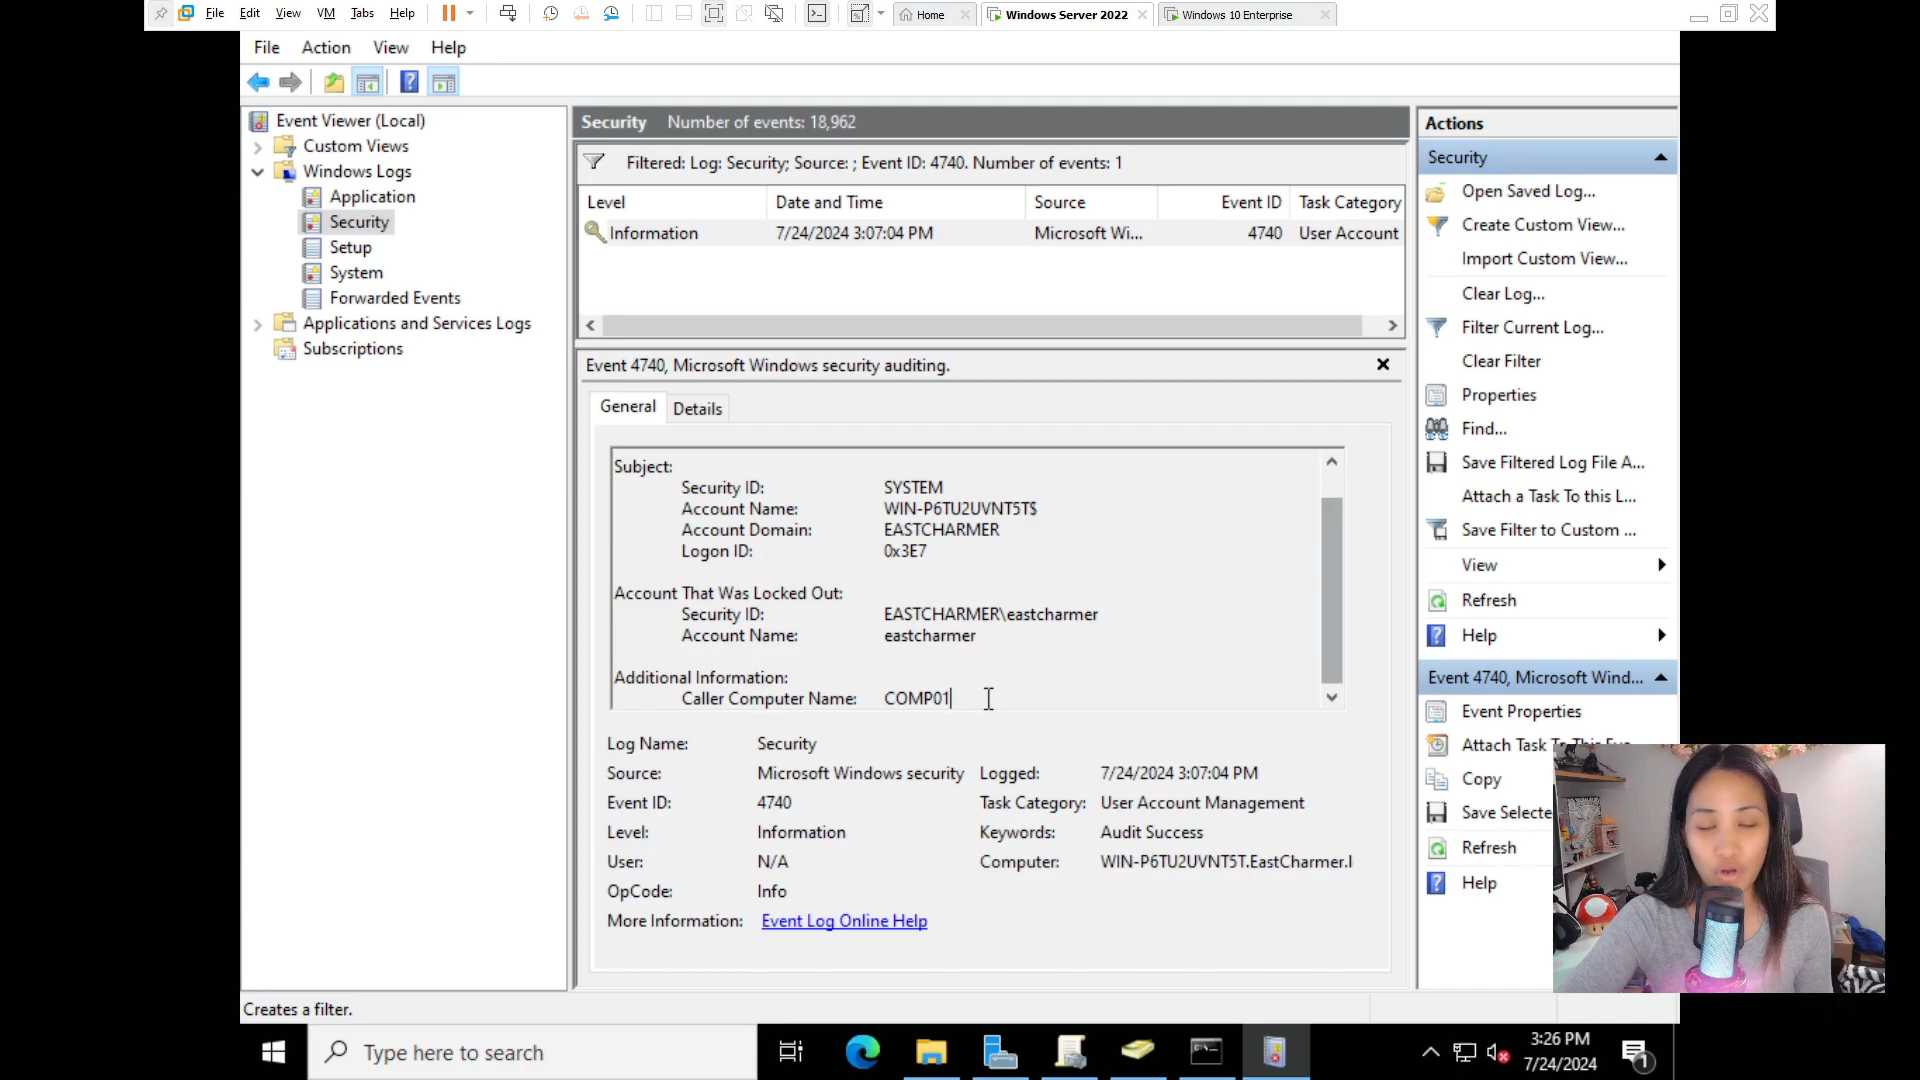 File Edit View VM Tabs Help Home Windows Server 2022 Windows 10 Enterprise
File Action View Help
Event Viewer (Local)
Custom Views
Windows Logs
Application
Security
Setup
System
Forwarded Events
Applications and Services Logs
Subscriptions
Security Number of events: 18,962
Filtered: Log: Security; Source: ; Event ID: 4740. Number of events: 1
Level Date and Time Source Event ID Task Category
Information 7/24/2024 3:07:04 PM Microsoft Wi... 4740 User Account
Event 4740, Microsoft Windows security auditing.
General Details
Subject:
Security ID: SYSTEM
Account Name: WIN-P6TU2UVNT5T$
Account Domain: EASTCHARMER
Logon ID: 0x3E7
Account That Was Locked Out:
Security ID: EASTCHARMER\eastcharmer
Account Name: eastcharmer
Additional Information:
Caller Computer Name: COMP01
Log Name: Security
Source: Microsoft Windows security Logged: 7/24/2024 3:07:04 PM
Event ID: 4740 Task Category: User Account Management
Level: Information Keywords: Audit Success
User: N/A Computer: WIN-P6TU2UVNT5T.EastCharmer.l
OpCode: Info
More Information: Event Log Online Help
Actions
Security
Open Saved Log...
Create Custom View...
Import Custom View...
Clear Log...
Filter Current Log...
Clear Filter
Properties
Find...
Save Filtered Log File A...
Attach a Task To this L...
Save Filter to Custom ...
View
Refresh
Help
Event 4740, Microsoft Wind...
Event Properties
Attach Task To This Eve...
Copy
Save Selecte
Refresh
Help
Creates a filter.
Type here to search
3:26 PM
7/24/2024
1